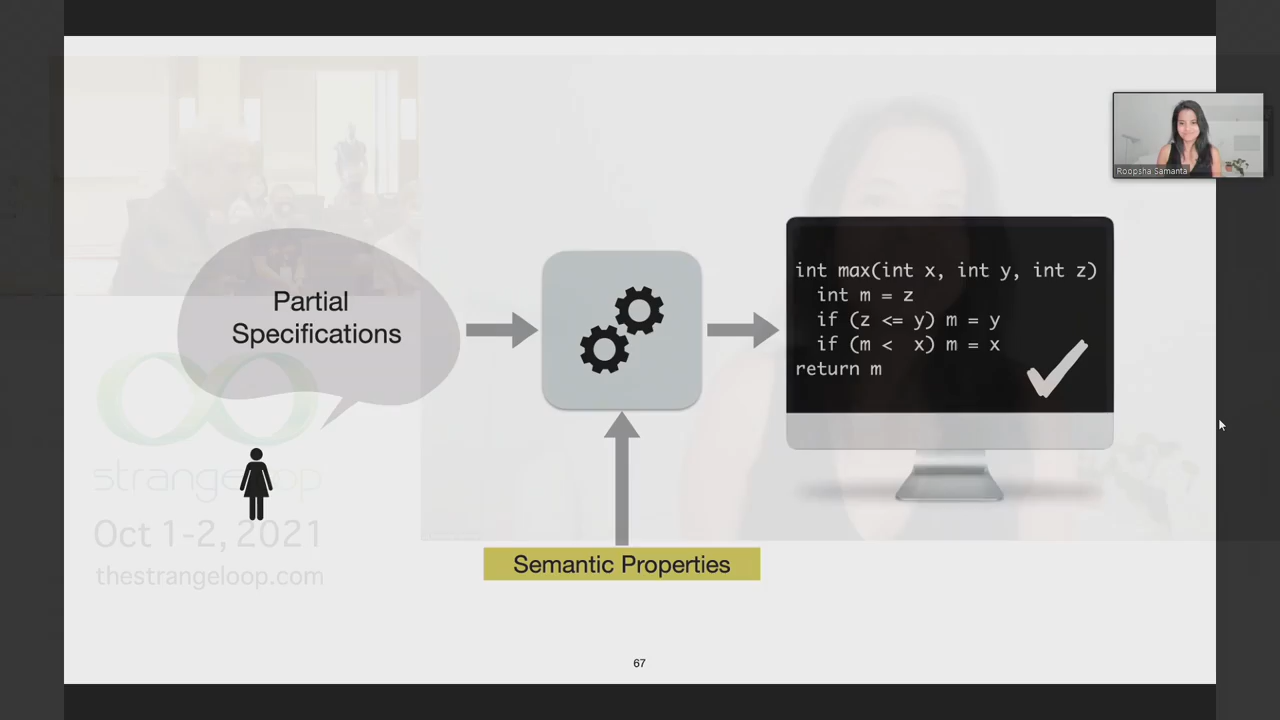 Roopsha Samanta
Partial
Specifications
int max(int x, int y, int z)
int m = z
if (z <= y) m = y
if (m < x) m = x
return m
strangeloop
Oct 1-2, 2021
thestrangeloop.com
Semantic Properties
67